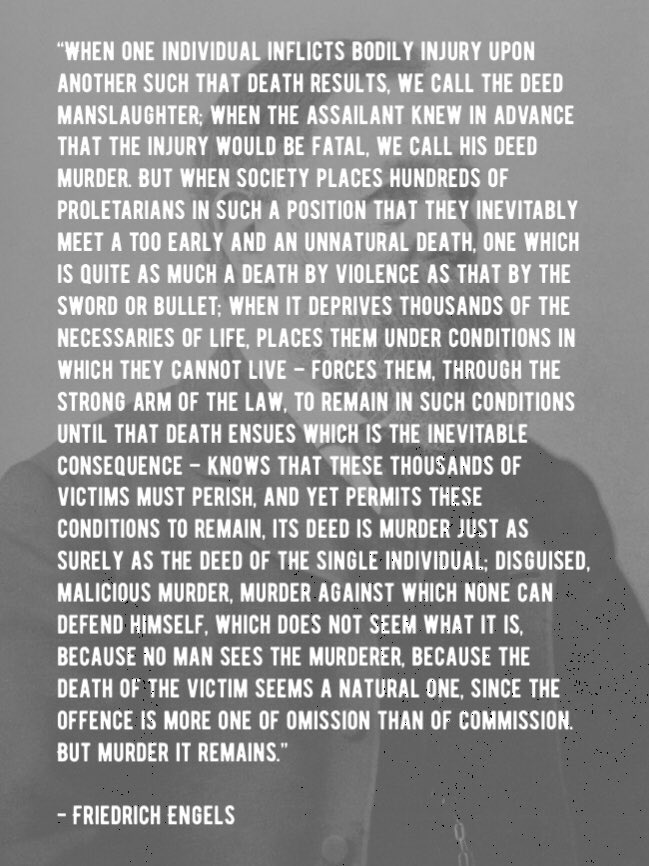 “WHEN ONE INDIVIDUAL INFLICTS BODILY INJURY UPON
ANOTHER SUCH THAT DEATH RESULTS, WE CALL THE DEED
MANSLAUGHTER; WHEN THE ASSAILANT KNEW IN ADVANCE
THAT THE INJURY WOULD BE FATAL, WE CALL HIS DEED
MURDER. BUT WHEN SOCIETY PLACES HUNDREDS OF
PROLETARIANS IN SUCH A POSITION THAT THEY INEVITABLY
MEET A TOO EARLY AND AN UNNATURAL DEATH, ONE WHICH
IS QUITE AS MUCH A DEATH BY VIOLENCE AS THAT BY THE
SWORD OR BULLET; WHEN IT DEPRIVES THOUSANDS OF THE
NECESSARIES OF LIFE, PLACES THEM UNDER CONDITIONS IN
WHICH THEY CANNOT LIVE – FORCES THEM, THROUGH THE
STRONG ARM OF THE LAW, TO REMAIN IN SUCH CONDITIONS
UNTIL THAT DEATH ENSUES WHICH IS THE INEVITABLE
CONSEQUENCE – KNOWS THAT THESE THOUSANDS OF
VICTIMS MUST PERISH, AND YET PERMITS THESE
CONDITIONS TO REMAIN, ITS DEED IS MURDER JUST AS
SURELY AS THE DEED OF THE SINGLE INDIVIDUAL; DISGUISED,
MALICIOUS MURDER, MURDER AGAINST WHICH NONE CAN
DEFEND HIMSELF, WHICH DOES NOT SEEM WHAT IT IS,
BECAUSE NO MAN SEES THE MURDERER, BECAUSE THE
DEATH OF THE VICTIM SEEMS A NATURAL ONE, SINCE THE
OFFENCE IS MORE ONE OF OMISSION THAN OF COMMISSION.
BUT MURDER IT REMAINS.”
– FRIEDRICH ENGELS